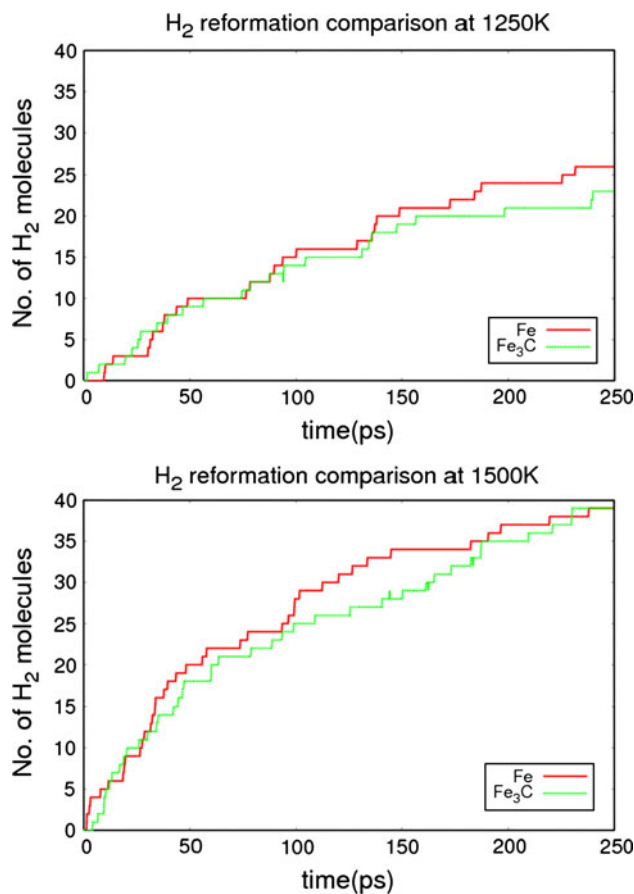 H₂ reformation comparison at 1250K
40
35
30
25
20
15
10
5
0
No. of H₂ molecules
Fe
Fe₃C
0 50 100 150 200 250
time(ps)
H₂ reformation comparison at 1500K
40
35
30
25
20
15
10
5
0
No. of H₂ molecules
Fe
Fe₃C
0 50 100 150 200 250
time(ps)